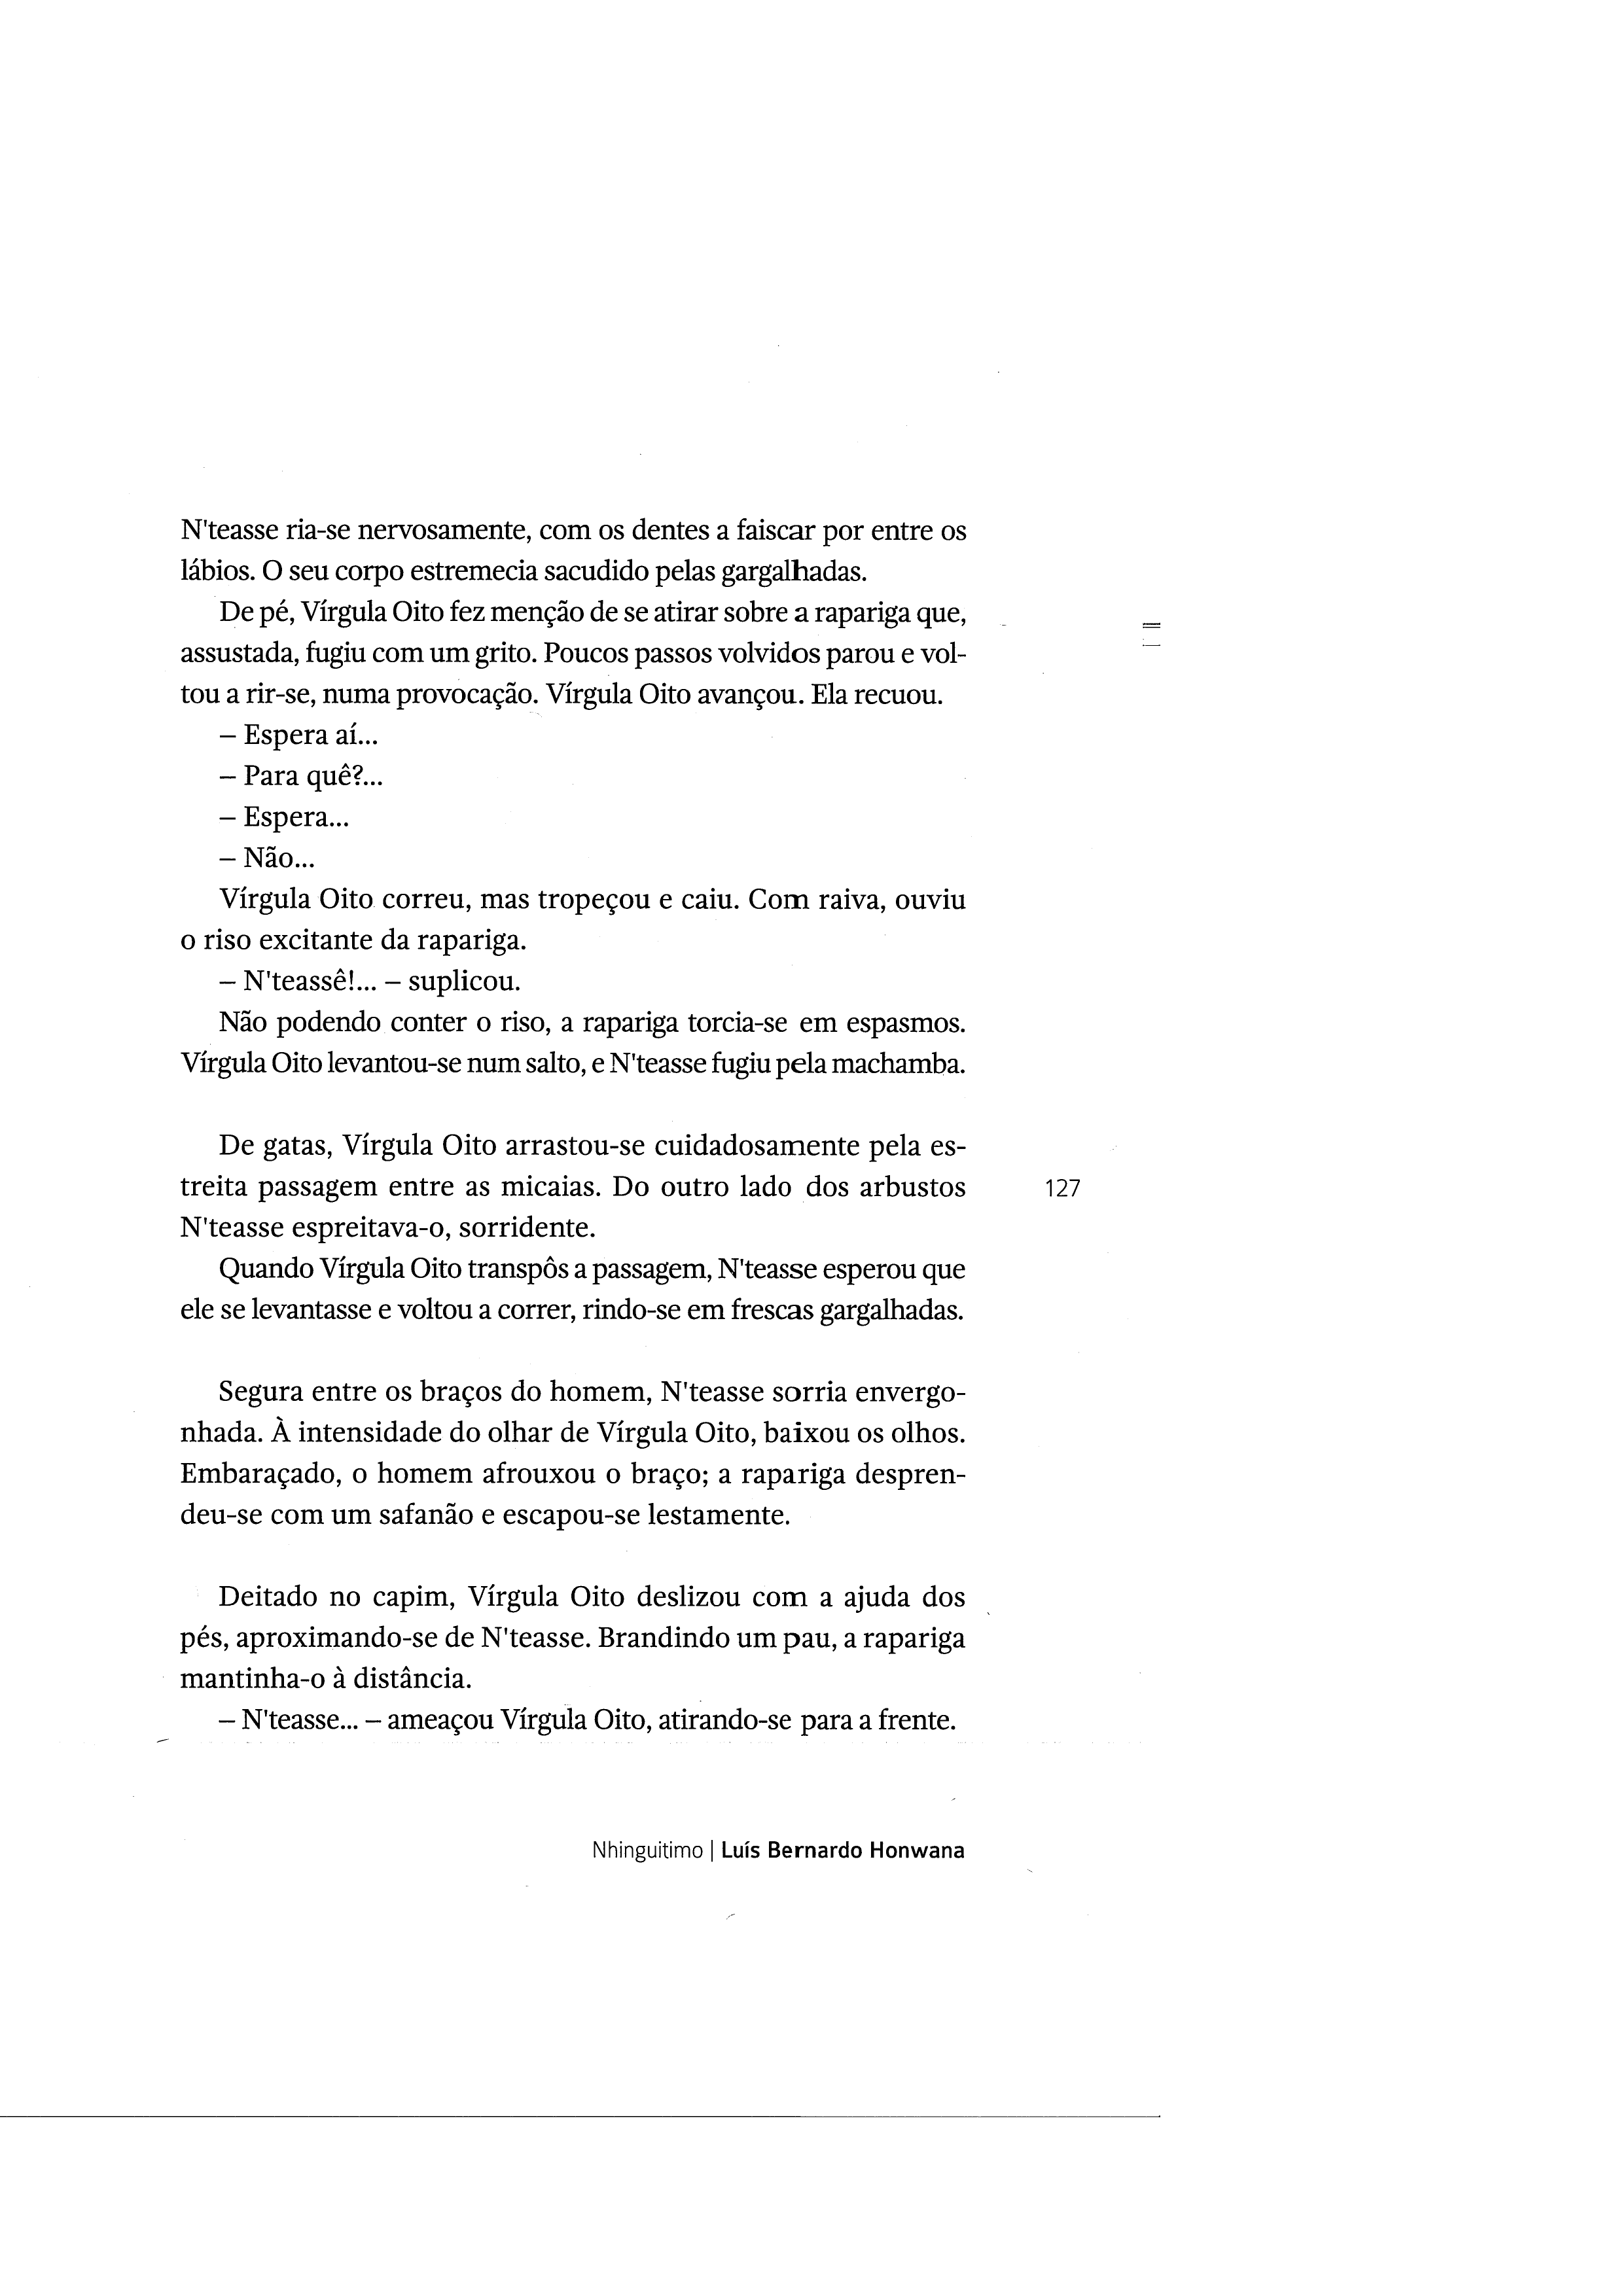 N'teasse ria-se nervosamente, com os dentes a faiscar por entre os
lábios. O seu corpo estremecia sacudido pelas gargalhadas.
De pé, Vírgula Oito fez menção de se atirar sobre a rapariga que,
assustada, fugiu com um grito. Poucos passos volvidos parou e vol-
tou a rir-se, numa provocação. Vírgula Oito avançou. Ela recuou.
– Espera aí...
– Para quê?...
– Espera...
– Não...
Vírgula Oito correu, mas tropeçou e caiu. Com raiva, ouviu
o riso excitante da rapariga.
– N'teassê!... – suplicou.
Não podendo conter o riso, a rapariga torcia-se em espasmos.
Vírgula Oito levantou-se num salto, e N'teasse fugiu pela machamba.
De gatas, Vírgula Oito arrastou-se cuidadosamente pela es-
treita passagem entre as micaias. Do outro lado dos arbustos
N'teasse espreitava-o, sorridente.
Quando Vírgula Oito transpôs a passagem, N'teasse esperou que
ele se levantasse e voltou a correr, rindo-se em frescas gargalhadas.
Segura entre os braços do homem, N'teasse sorria envergo-
nhada. À intensidade do olhar de Vírgula Oito, baixou os olhos.
Embaraçado, o homem afrouxou o braço; a rapariga despren-
deu-se com um safanão e escapou-se lestamente.
Deitado no capim, Vírgula Oito deslizou com a ajuda dos
pés, aproximando-se de N'teasse. Brandindo um pau, a rapariga
mantinha-o à distância.
– N'teasse... – ameaçou Vírgula Oito, atirando-se para a frente.
127
Nhinguitimo | Luís Bernardo Honwana